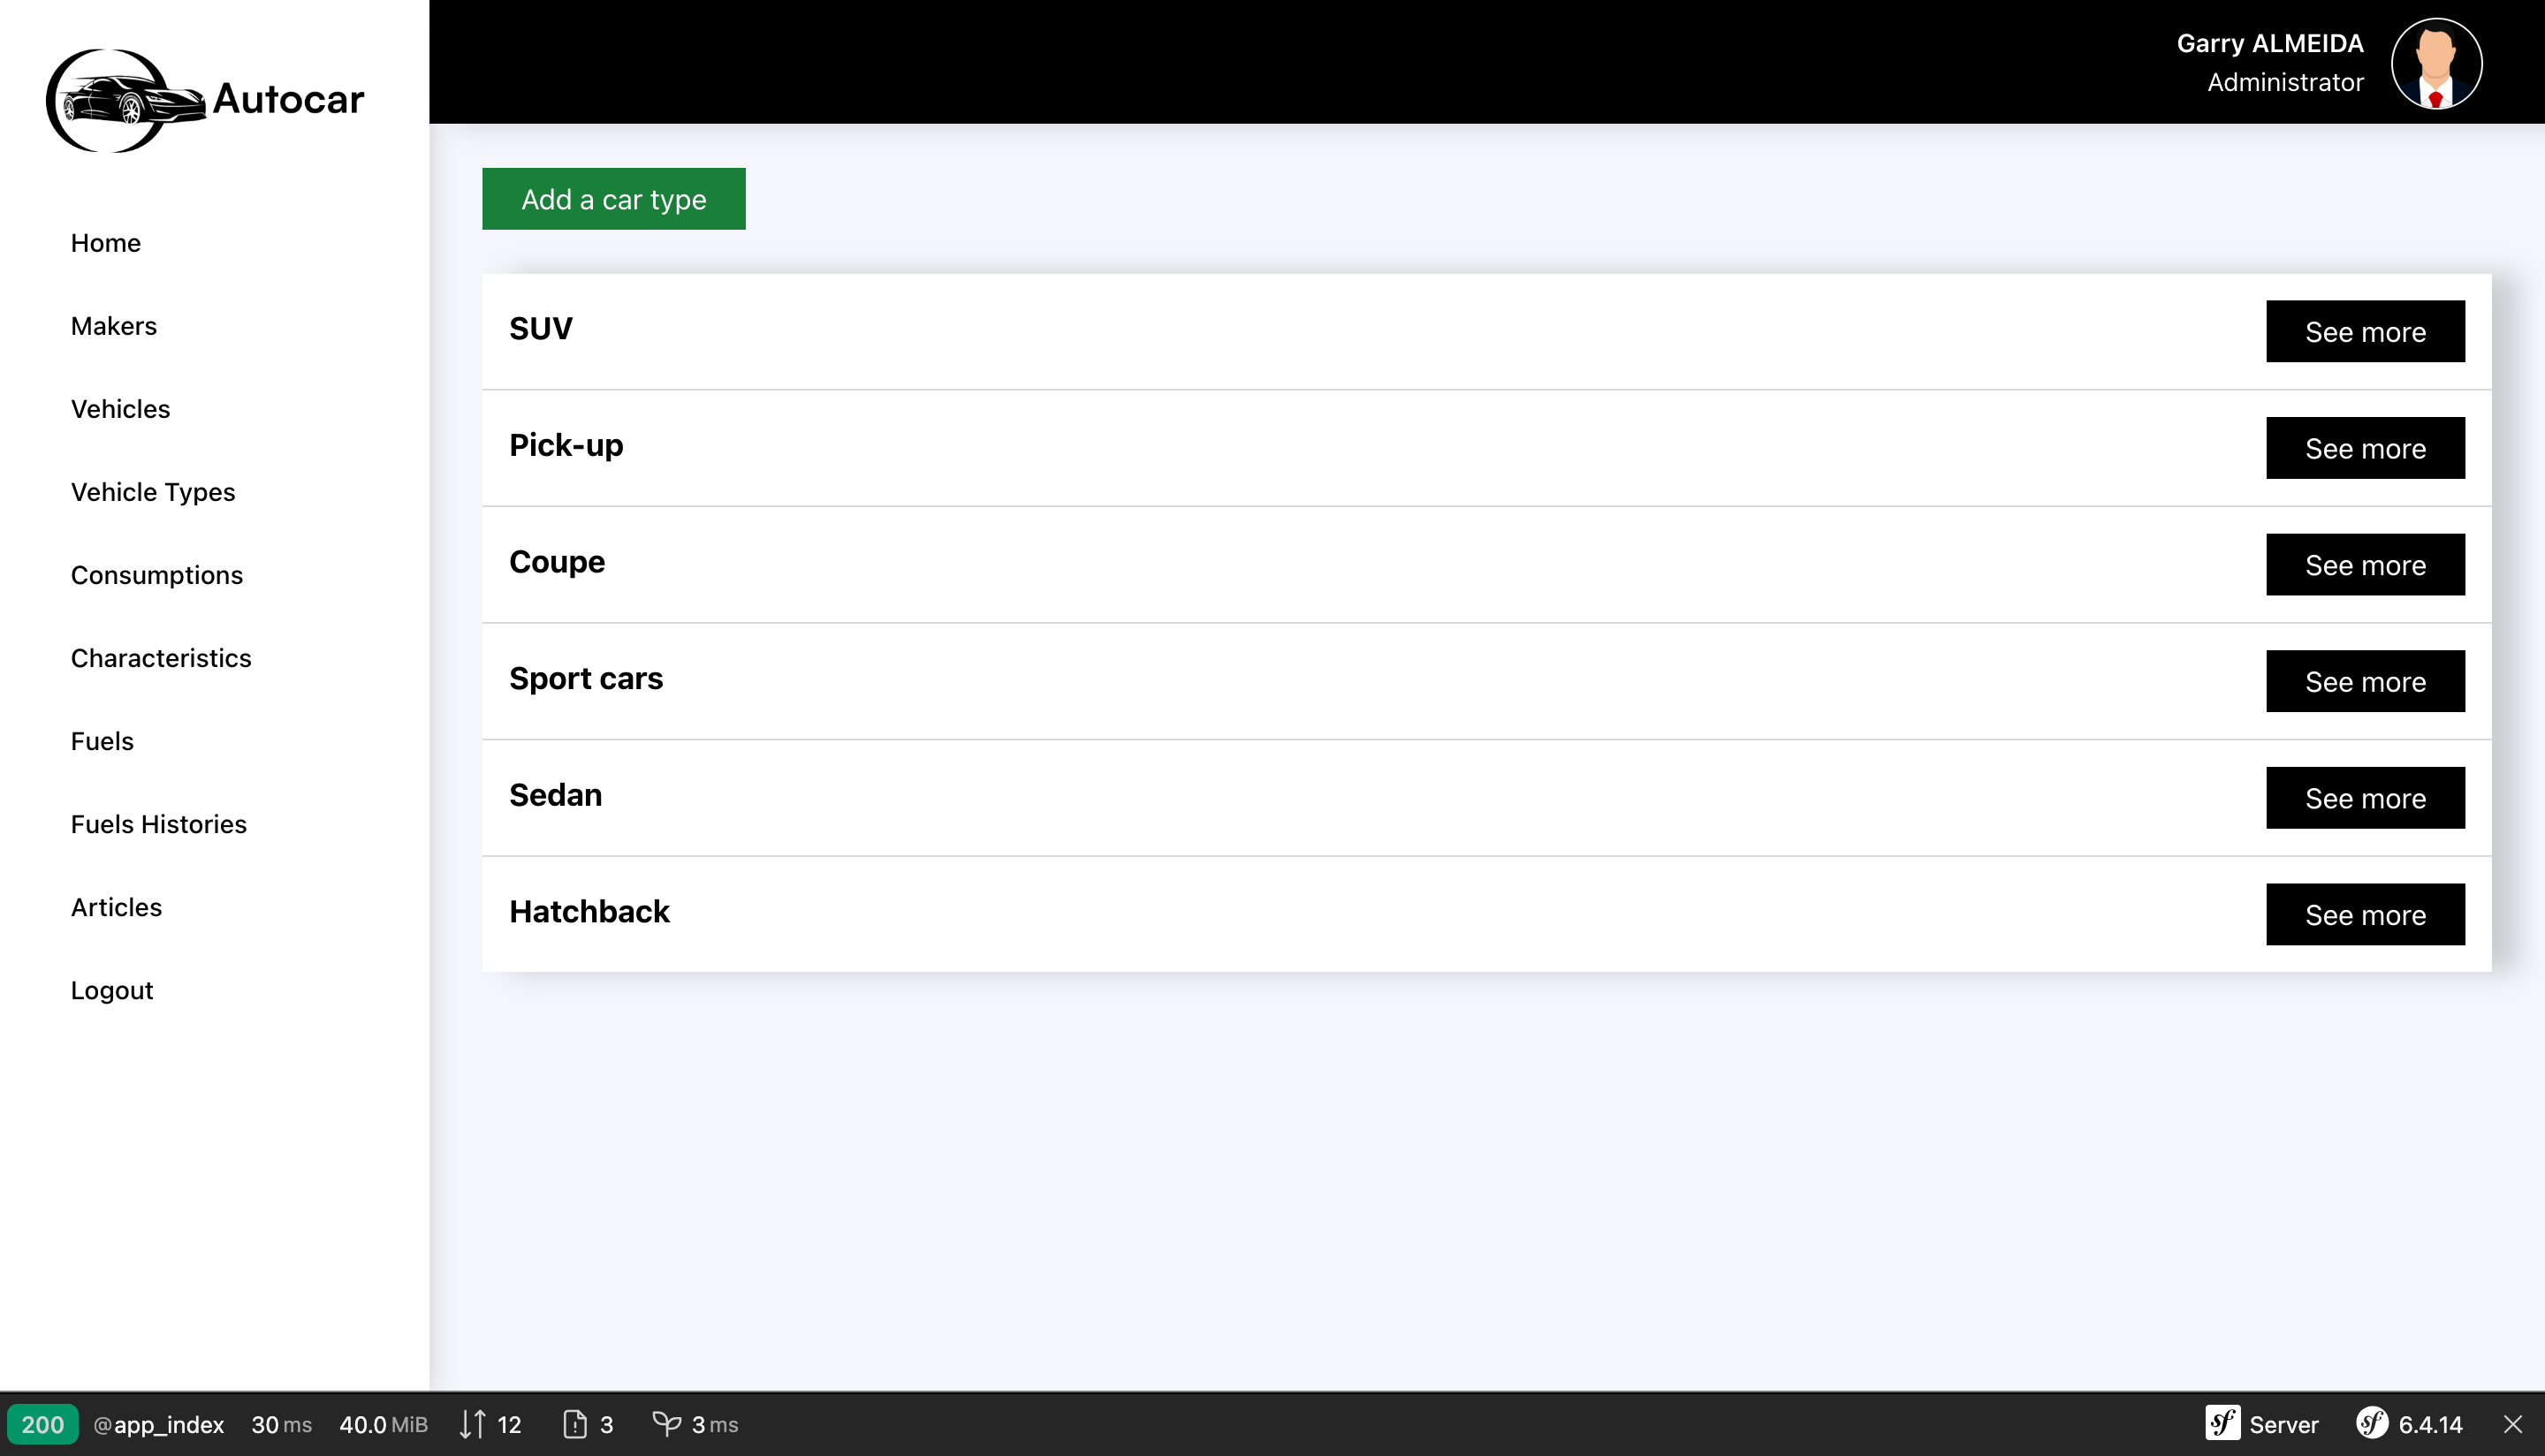 Autocar
Home
Makers
Vehicles
Vehicle Types
Consumptions
Characteristics
Fuels
Fuels Histories
Articles
Logout
Garry ALMEIDA
Administrator
Add a car type
SUV See more
Pick-up See more
Coupe See more
Sport cars See more
Sedan See more
Hatchback See more
200 @app_index 30 ms 40.0 MiB 12 3 3 ms sf Server sf 6.4.14